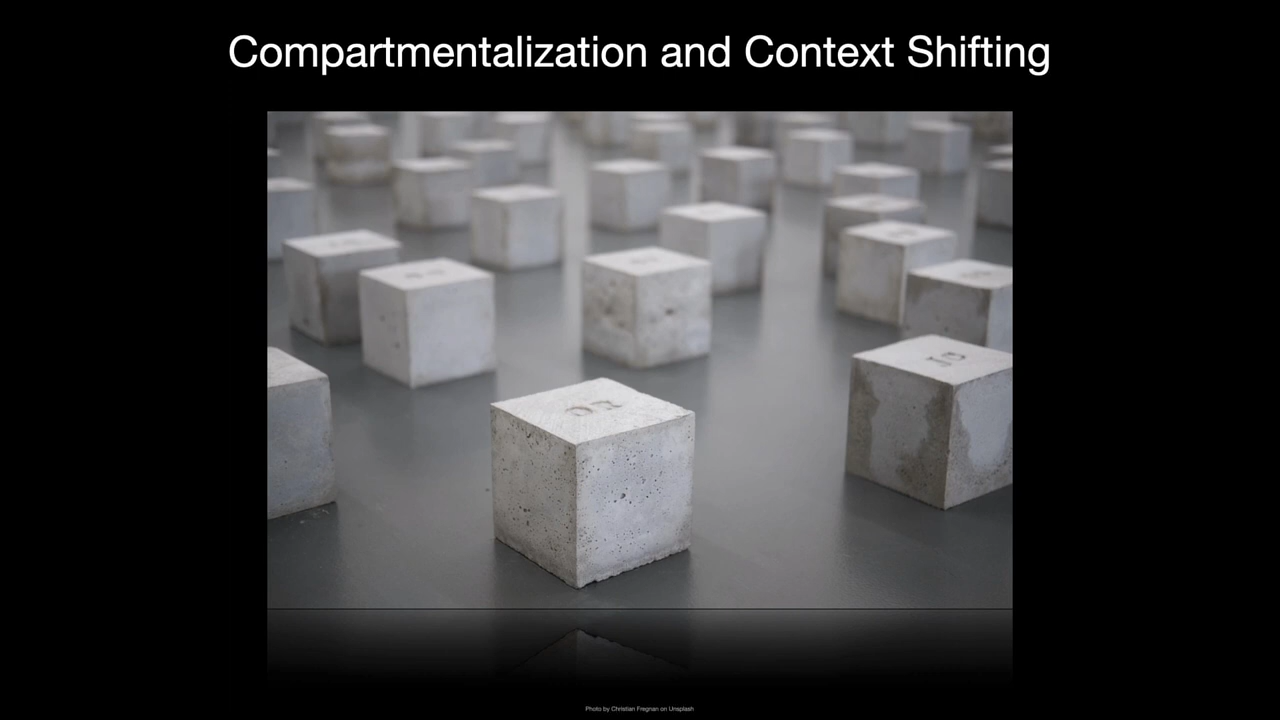 Compartmentalization and Context Shifting
Photo by Christian Fregnan on Unsplash